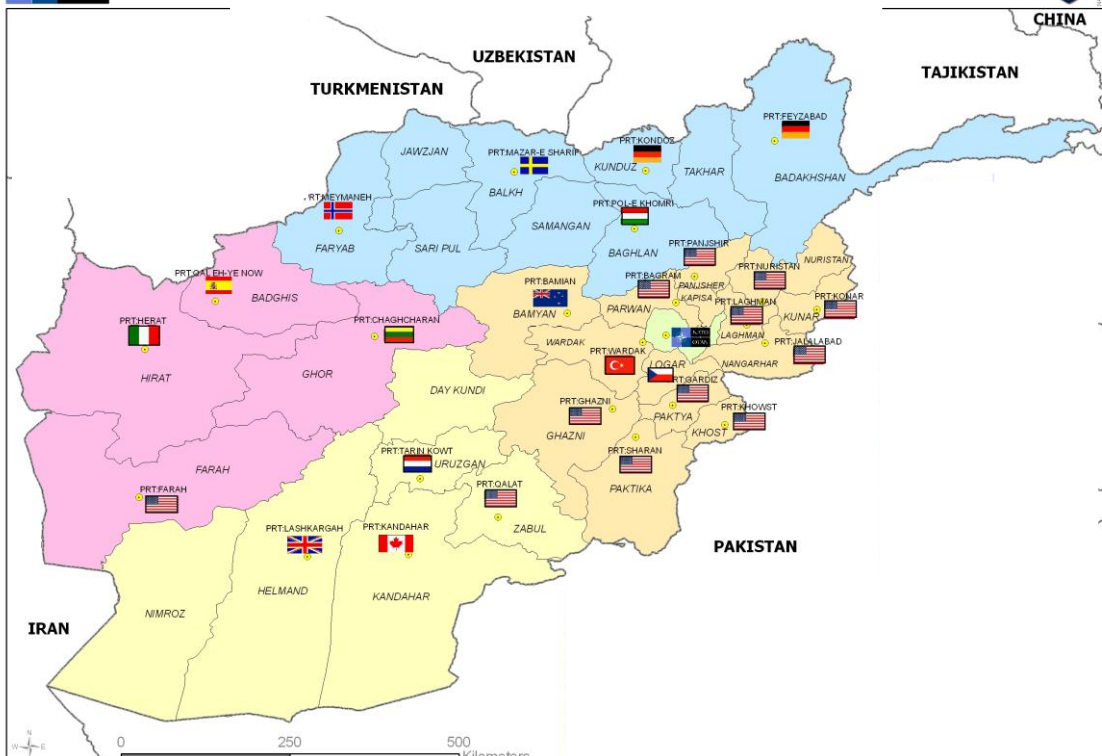 CHINA
UZBEKISTAN
TAJIKISTAN
TURKMENISTAN
PRT:FEYZABAD
PRT:KONDOZ
JAWZJAN
PRT:MAZAR-E SHARIF
KUNDUZ
TAKHAR
BADAKHSHAN
BALKH
PRT:MEYMANEH
PRT:POL-E KHOMRI
SAMANGAN
FARYAB
SARI PUL
BAGHLAN
PRT:PANJSHIR
NURISTAN
PRT:NURISTAN
PRT:QALEH-YE NOW
PRT:BAGRAM
PRT:BAMIAN
PANJSHER
BADGHIS
KAPISA
PRT:KONAR
PRT:LAGHMAN
PARWAN
BAMYAN
KUNAR
PRT:HERAT
PRT:CHAGHCHARAN
LAGHMAN
WARDAK
PRT:JALALABAD
PRT:WARDAK
NANGARHAR
LOGAR
GHOR
HIRAT
PRT:GARDIZ
DAY KUNDI
PRT:GHAZNI
PAKTYA
PRT:KHOWST
KHOST
GHAZNI
PRT:TARIN KOWT
PRT:SHARAN
URUZGAN
FARAH
PRT:QALAT
PRT:FARAH
PAKTIKA
PRT:LASHKARGAH
PRT:KANDAHAR
ZABUL
PAKISTAN
HELMAND
KANDAHAR
NIMROZ
IRAN
N
W E
0 250 500
Kilometers